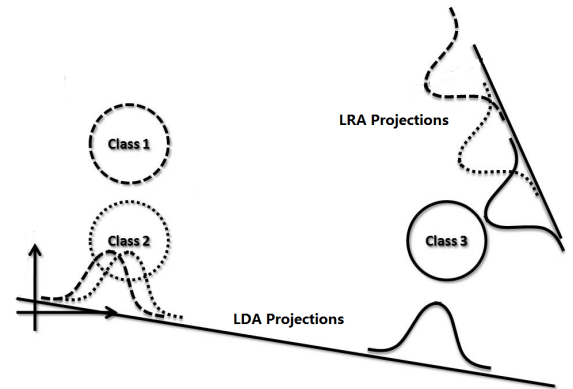 LRA Projections
Class 1
Class 2
Class 3
LDA Projections